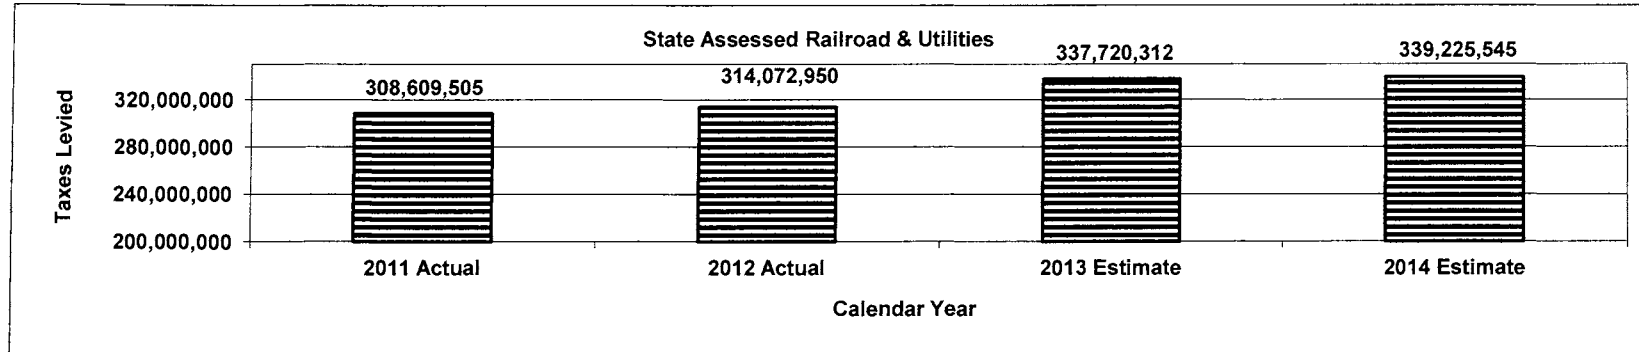 State Assessed Railroad & Utilities
308,609,505
314,072,950
337,720,312
339,225,545
Taxes Levied
320,000,000
280,000,000
240,000,000
200,000,000
2011 Actual
2012 Actual
2013 Estimate
2014 Estimate
Calendar Year